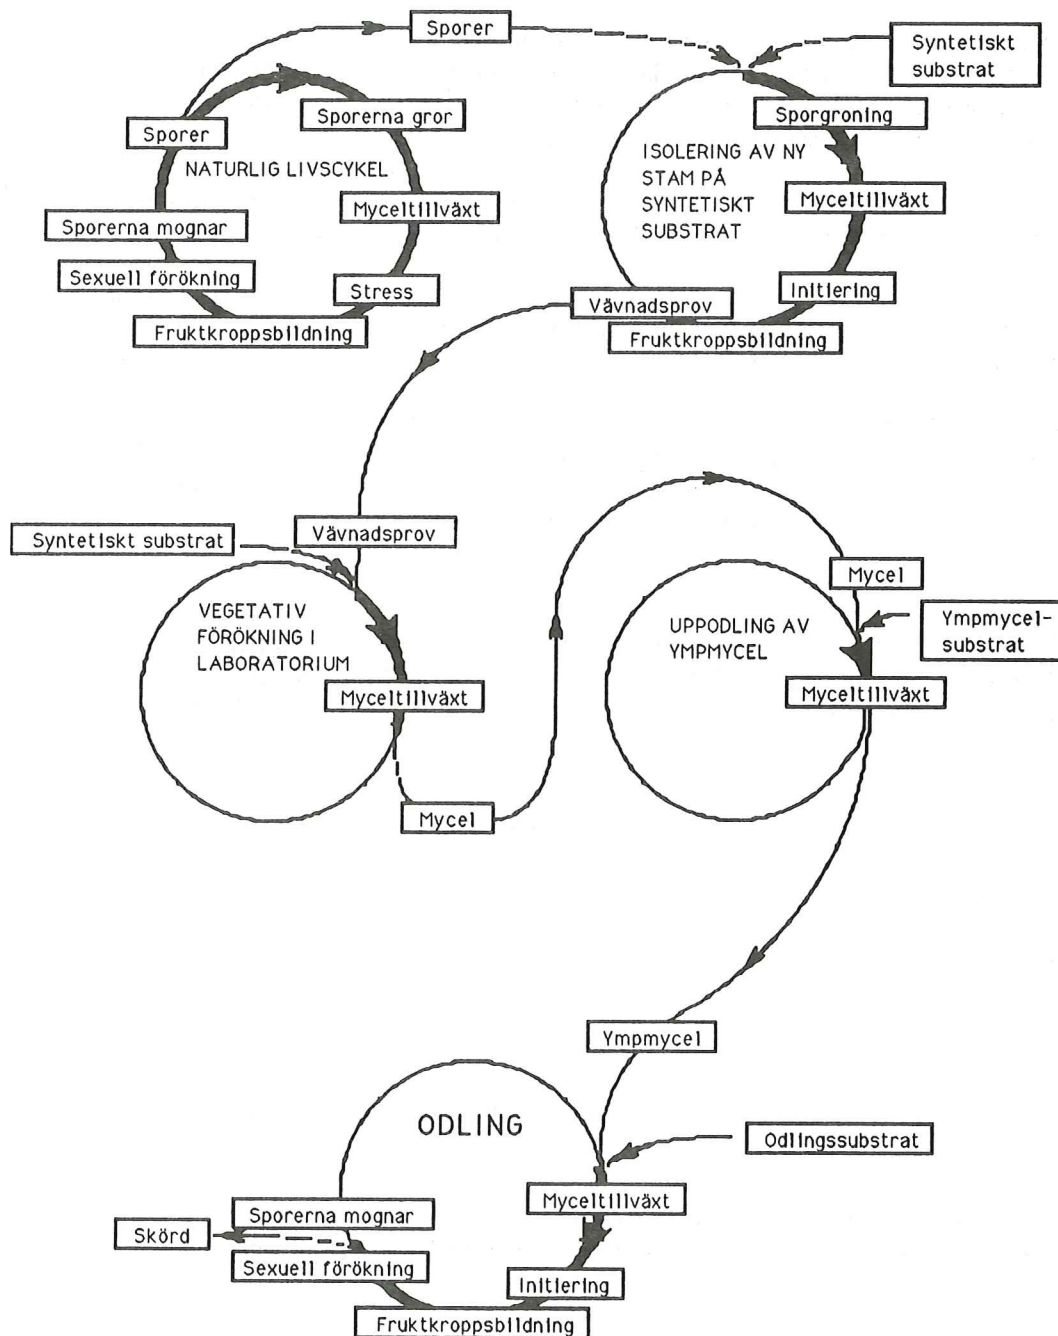 Sporer
Syntetiskt
substrat
Sporer
Sporerna gror
NATURLIG LIVSCYKEL
Myceltillväxt
Sporerna mognar
Sexuell förökning
Stress
Fruktkroppsbildning
Sporgroning
ISOLERING AV NY
STAM PÅ
SYNTETISKT
SUBSTRAT
Myceltillväxt
Initiering
Vävnadsprov
Fruktkroppsbildning
Vävnadsprov
Syntetiskt substrat
VEGETATIV
FÖRÖKNING I
LABORATORIUM
Myceltillväxt
Mycel
Mycel
UPPODLING AV
YMPMYCEL
Ympmycel-
substrat
Myceltillväxt
Ympmycel
ODLING
Odlingssubstrat
Myceltillväxt
Sporerna mognar
Skörd
Sexuell förökning
Initiering
Fruktkroppsbildning